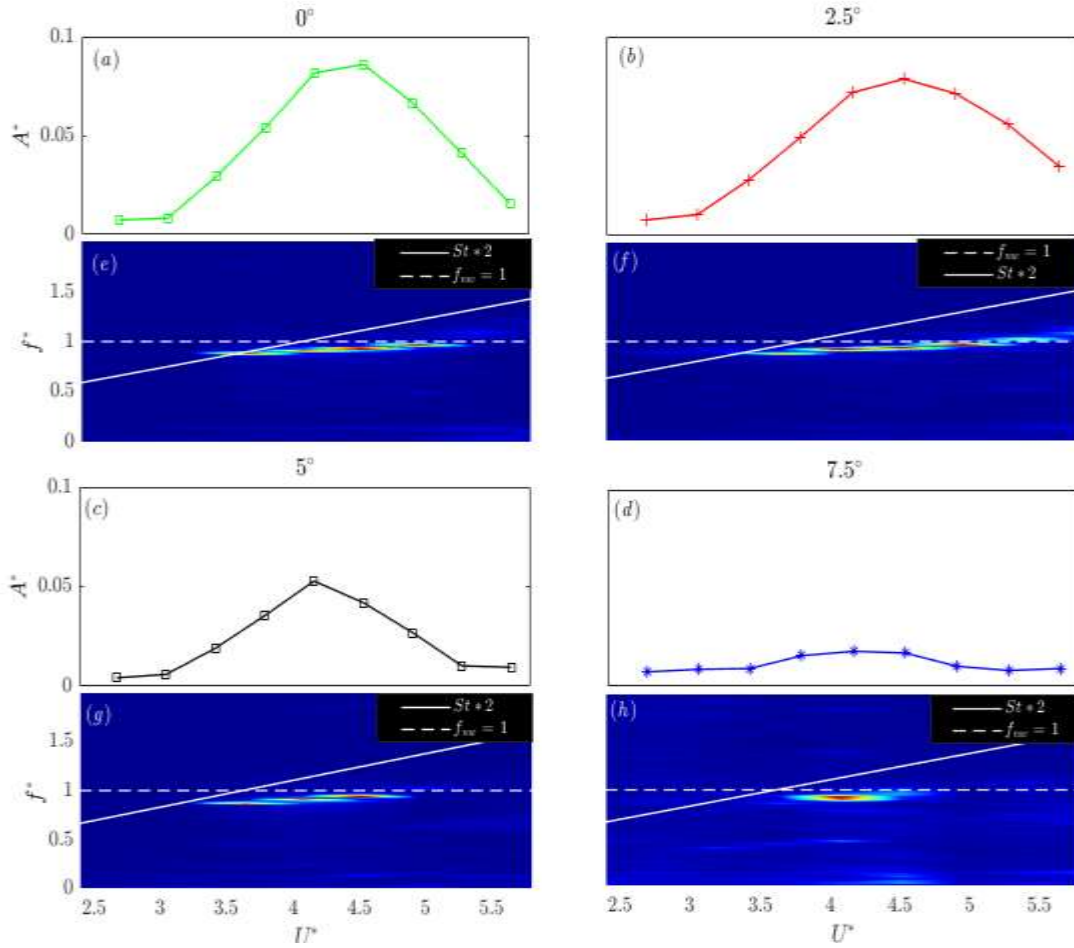 0° 2.5°
0.1
(a) (b)
A*
0.05
0
(e) St * 2 (f) f_nw = 1
f_nw = 1 St * 2
1.5
f*
1
0.5
0
5° 7.5°
0.1
(c) (d)
A*
0.05
0
(g) St * 2 (h) St * 2
f_nw = 1 f_nw = 1
1.5
f*
1
0.5
0
2.5 3 3.5 4 4.5 5 5.5 2.5 3 3.5 4 4.5 5 5.5
U* U*